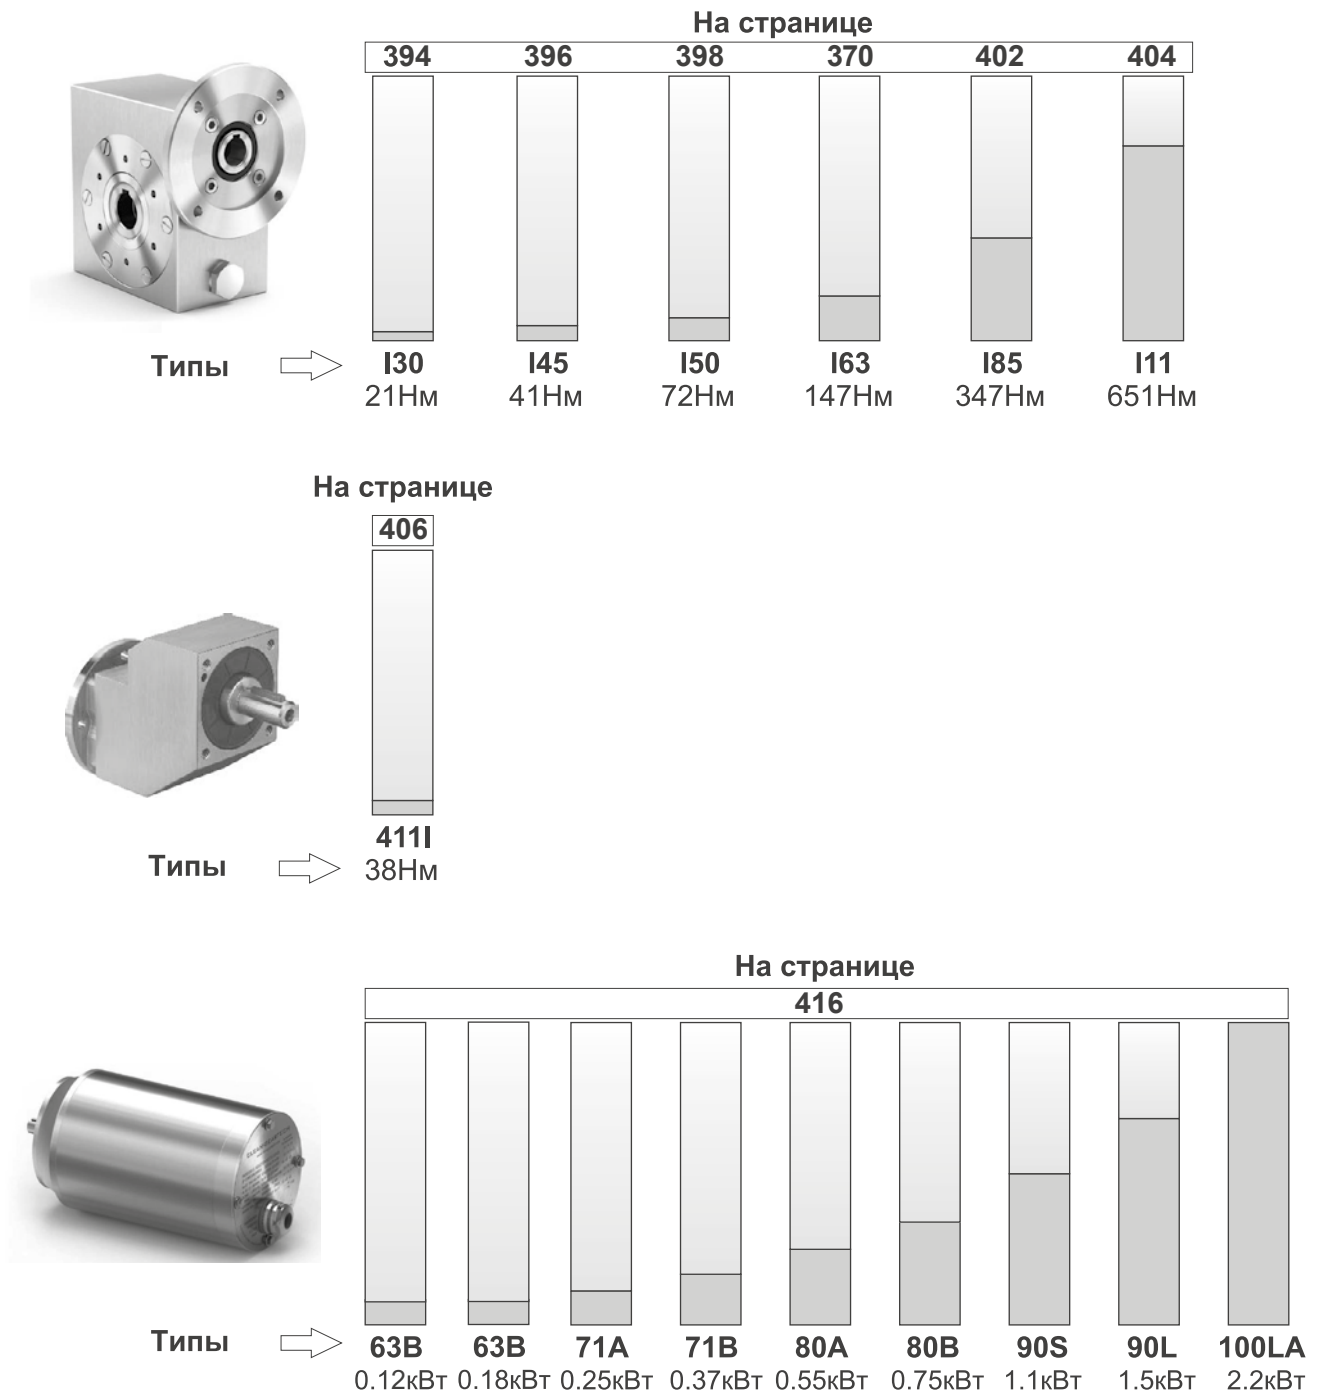 На странице
394 396 398 370 402 404
Типы
I30 I45 I50 I63 I85 I11
21Нм 41Нм 72Нм 147Нм 347Нм 651Нм
На странице
406
411I
Типы
38Нм
На странице
416
Типы
63B 63B 71A 71B 80A 80B 90S 90L 100LA
0.12кВт 0.18кВт 0.25кВт 0.37кВт 0.55кВт 0.75кВт 1.1кВт 1.5кВт 2.2кВт